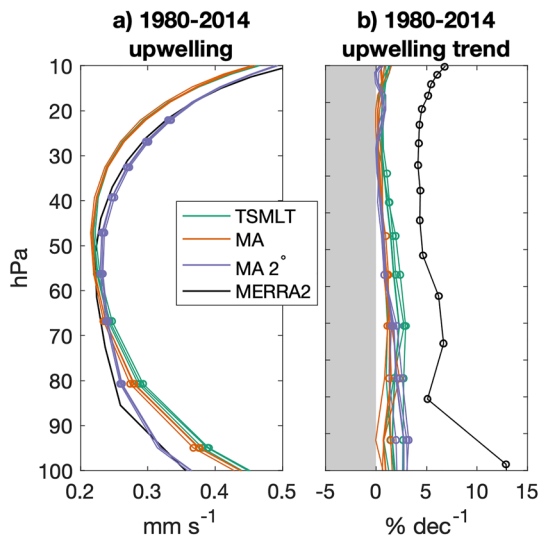 a) 1980-2014
upwelling
b) 1980-2014
upwelling trend
10
20
30
40
50
60
70
80
90
100
hPa
TSMLT
MA
MA 2°
MERRA2
0.2
0.3
0.4
0.5
mm s⁻¹
-5
0
5
10
15
% dec⁻¹